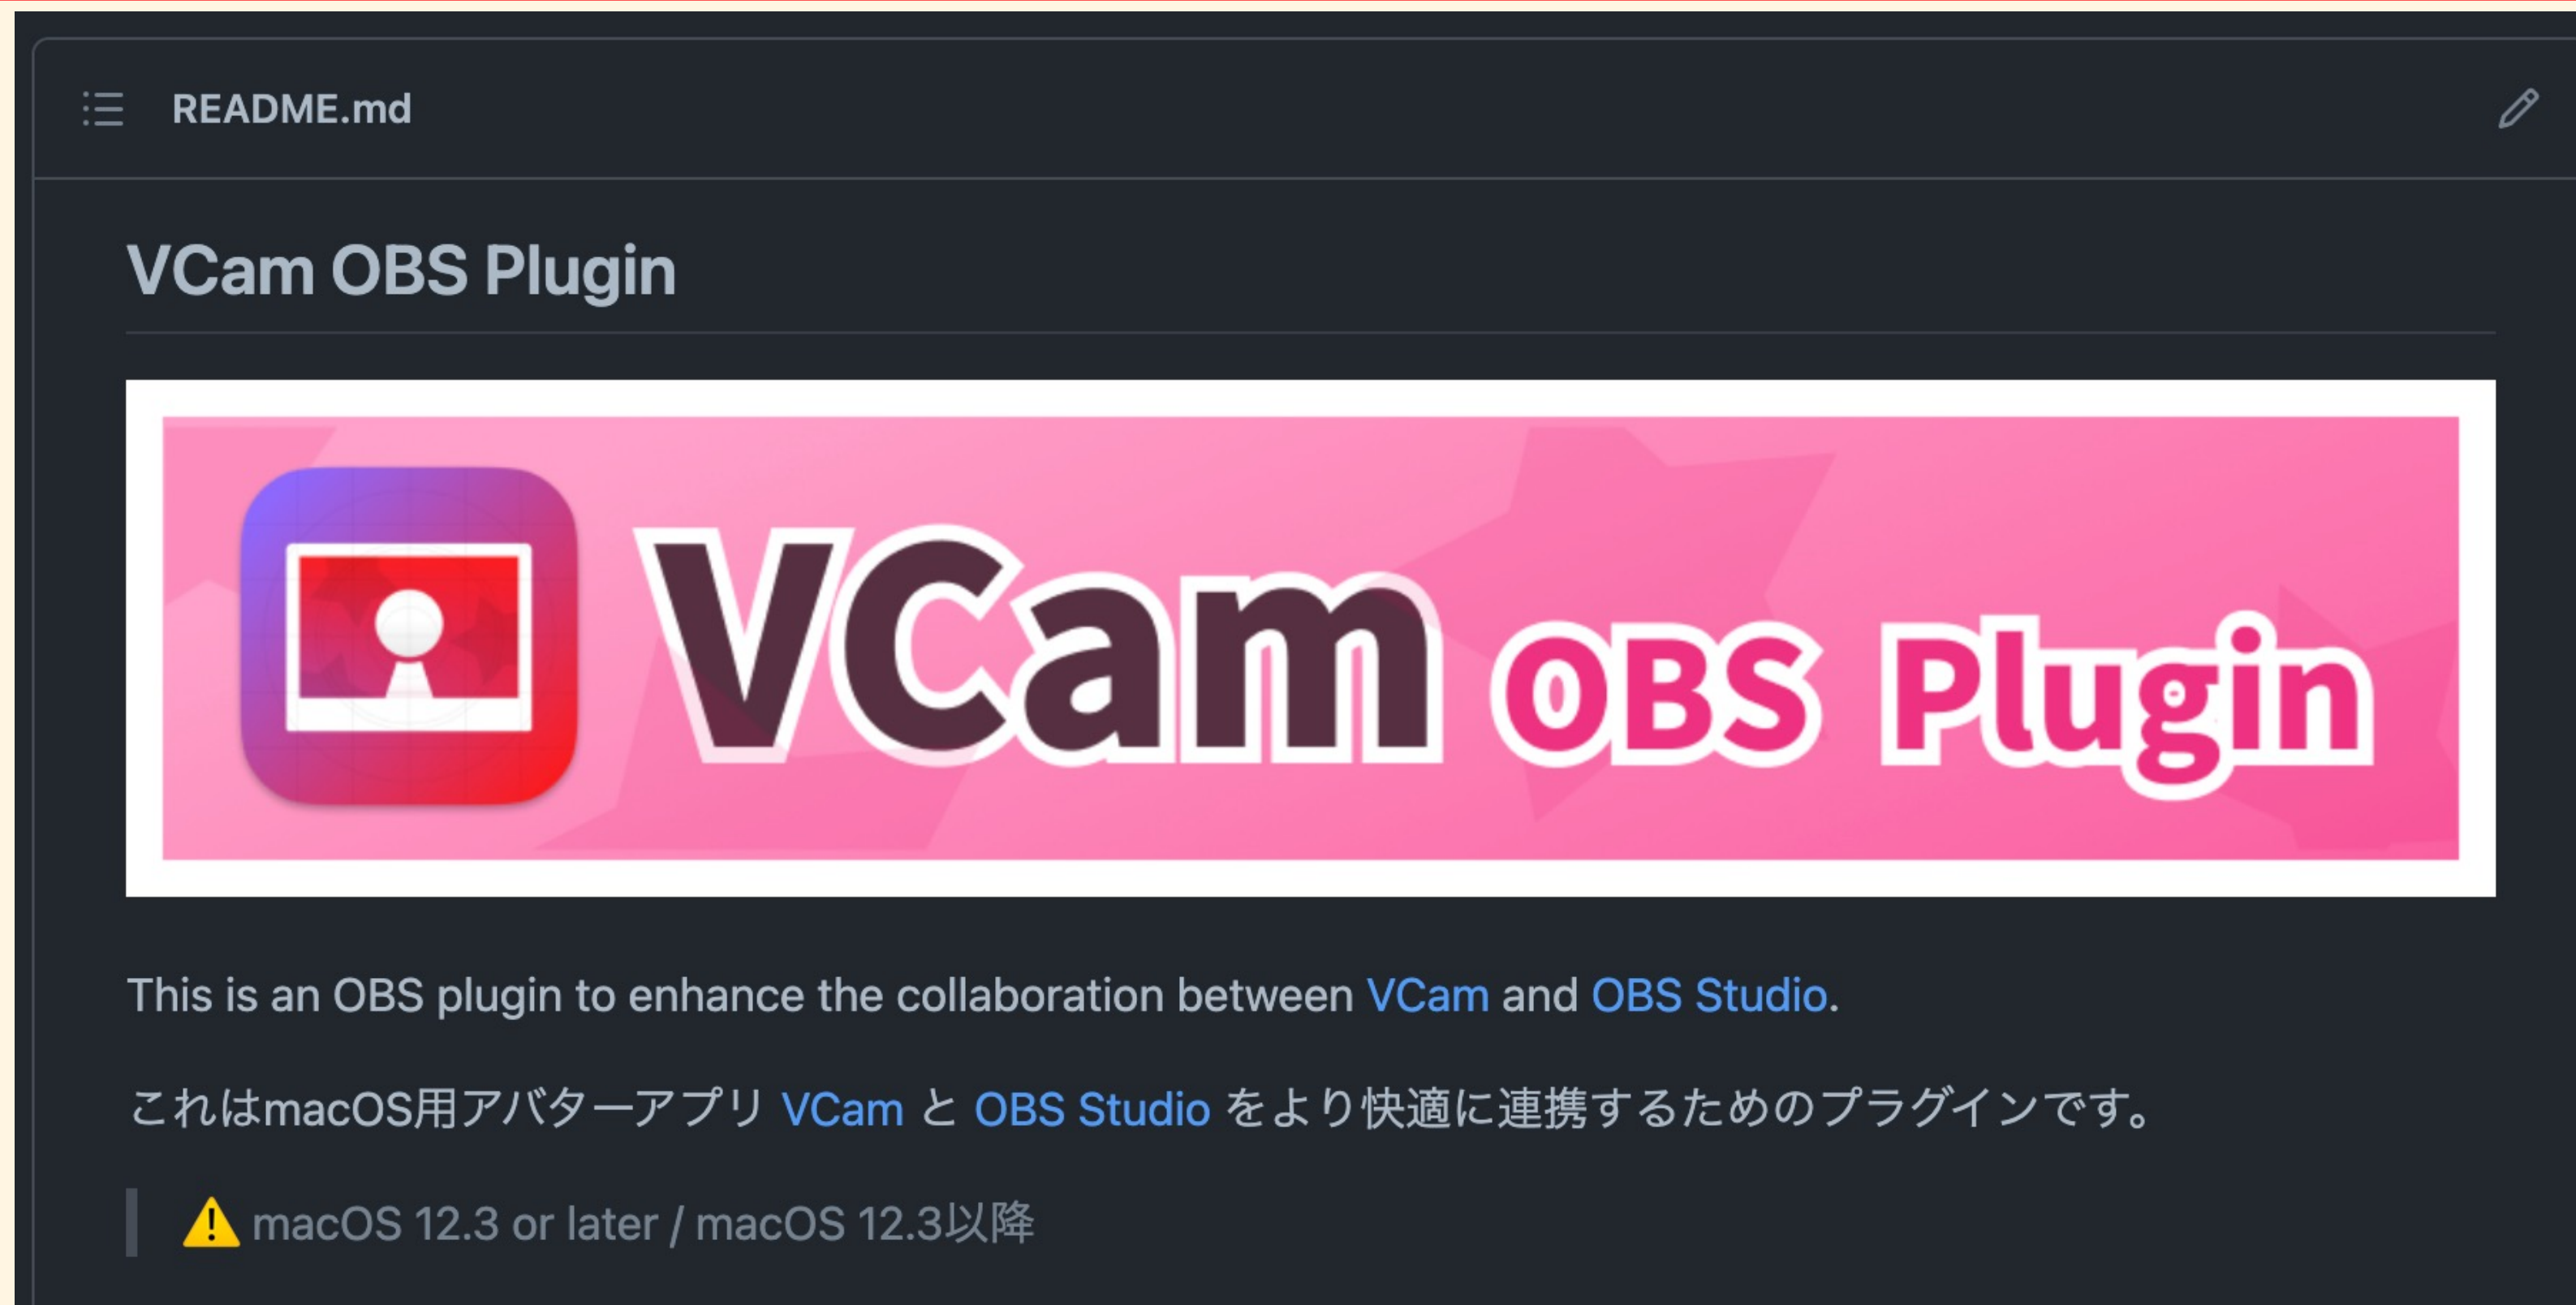 README.md
VCam OBS Plugin
VCam OBS Plugin
This is an OBS plugin to enhance the collaboration between VCam and OBS Studio.
これはmacOS用アバターアプリ VCam と OBS Studio をより快適に連携するためのプラグインです。
⚠️ macOS 12.3 or later / macOS 12.3以降